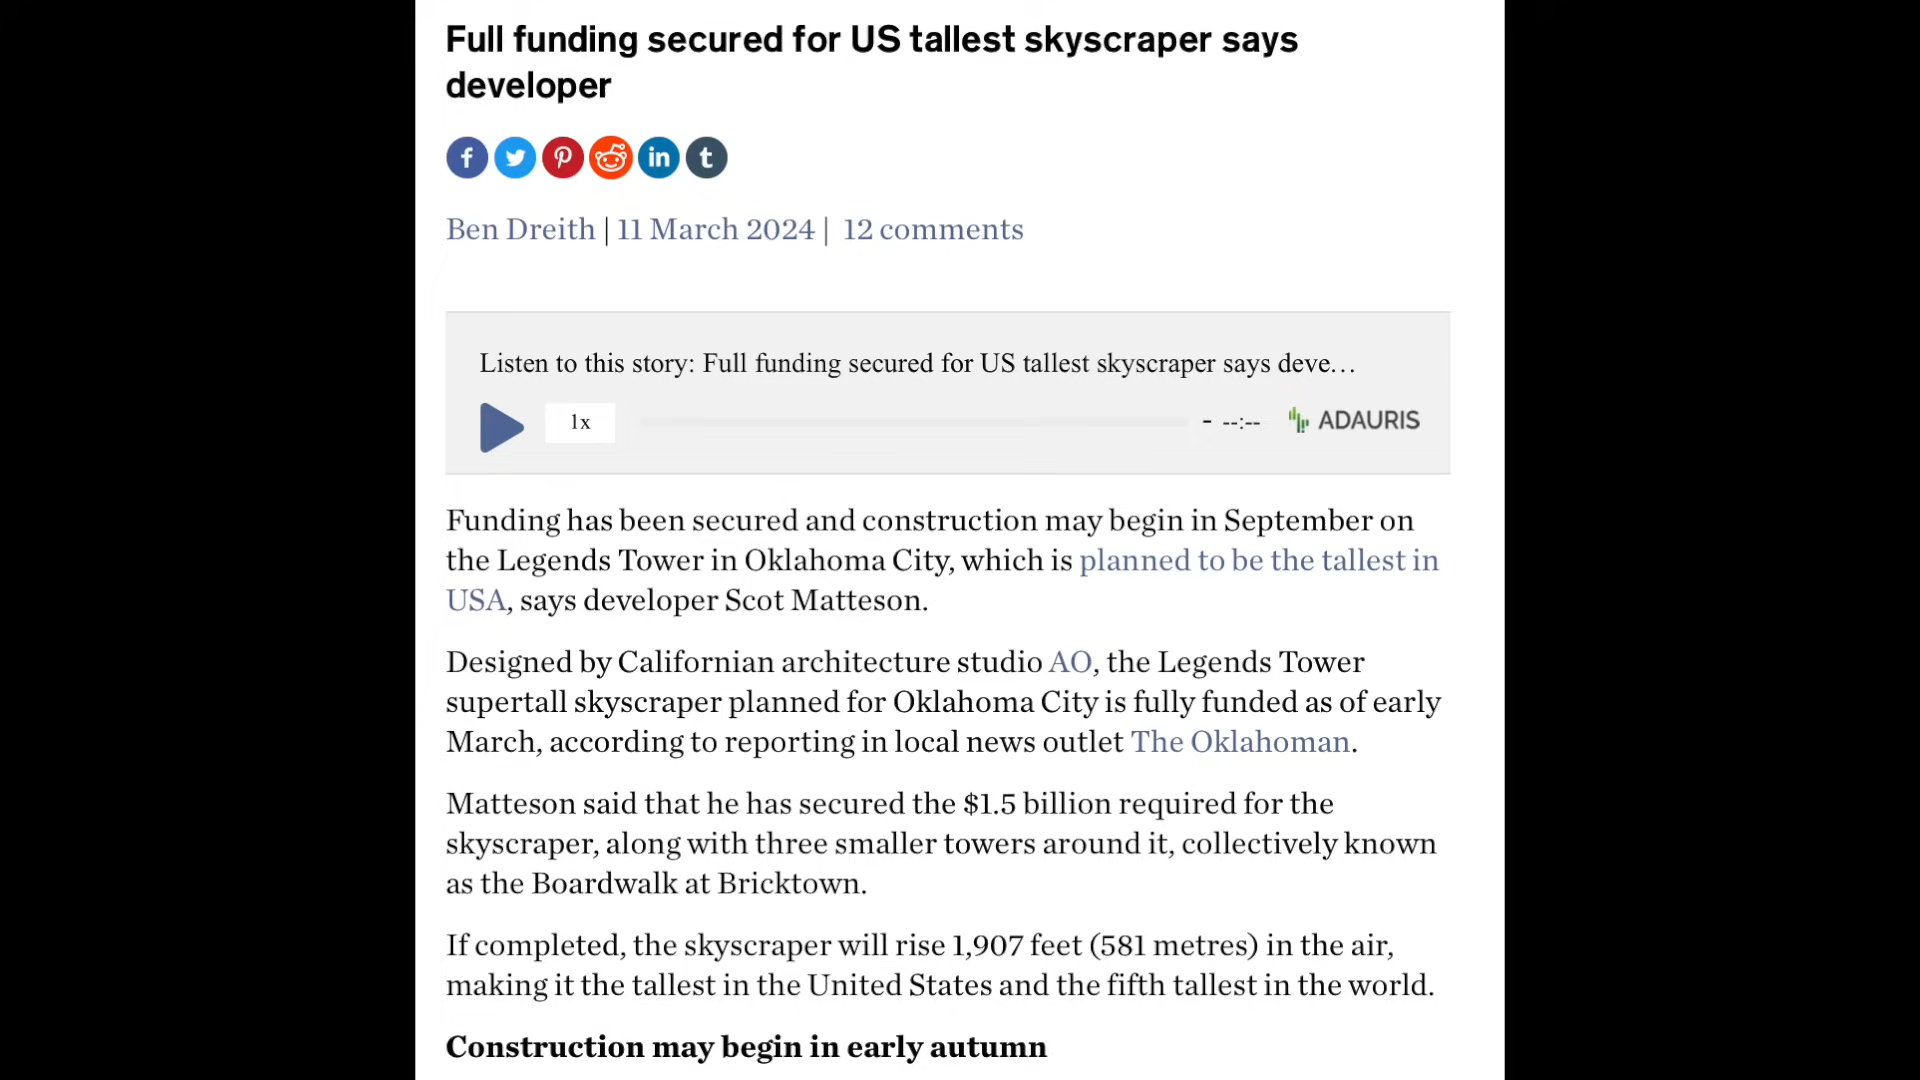 Full funding secured for US tallest skyscraper says
developer
Ben Dreith | 11 March 2024 | 12 comments
Listen to this story: Full funding secured for US tallest skyscraper says deve...
1x - --:-- ADAURIS
Funding has been secured and construction may begin in September on
the Legends Tower in Oklahoma City, which is planned to be the tallest in
USA, says developer Scot Matteson.
Designed by Californian architecture studio AO, the Legends Tower
supertall skyscraper planned for Oklahoma City is fully funded as of early
March, according to reporting in local news outlet The Oklahoman.
Matteson said that he has secured the $1.5 billion required for the
skyscraper, along with three smaller towers around it, collectively known
as the Boardwalk at Bricktown.
If completed, the skyscraper will rise 1,907 feet (581 metres) in the air,
making it the tallest in the United States and the fifth tallest in the world.
Construction may begin in early autumn